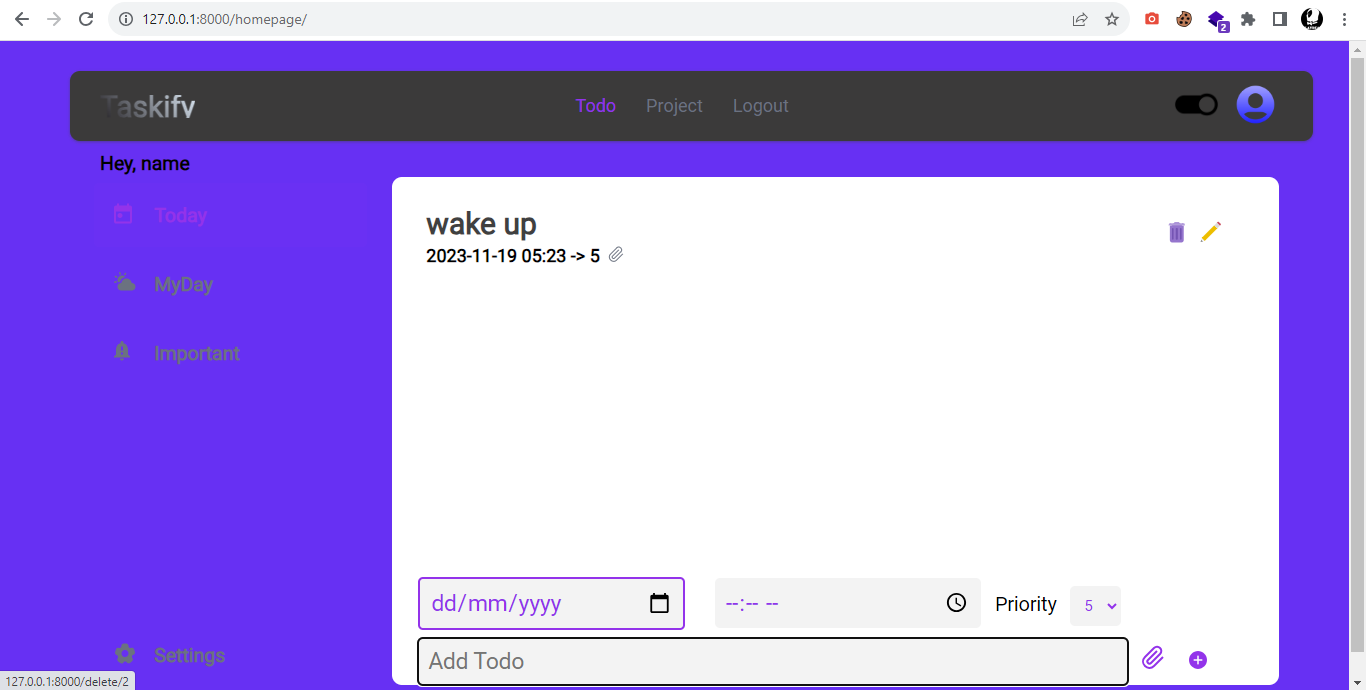 127.0.0.1:8000/homepage/
2
Taskify
Todo Project Logout
Hey, name
Today
MyDay
Important
Settings
wake up
2023-11-19 05:23 -> 5
dd/mm/yyyy
--:-- --
Priority
5
Add Todo
127.0.0.1:8000/delete/2